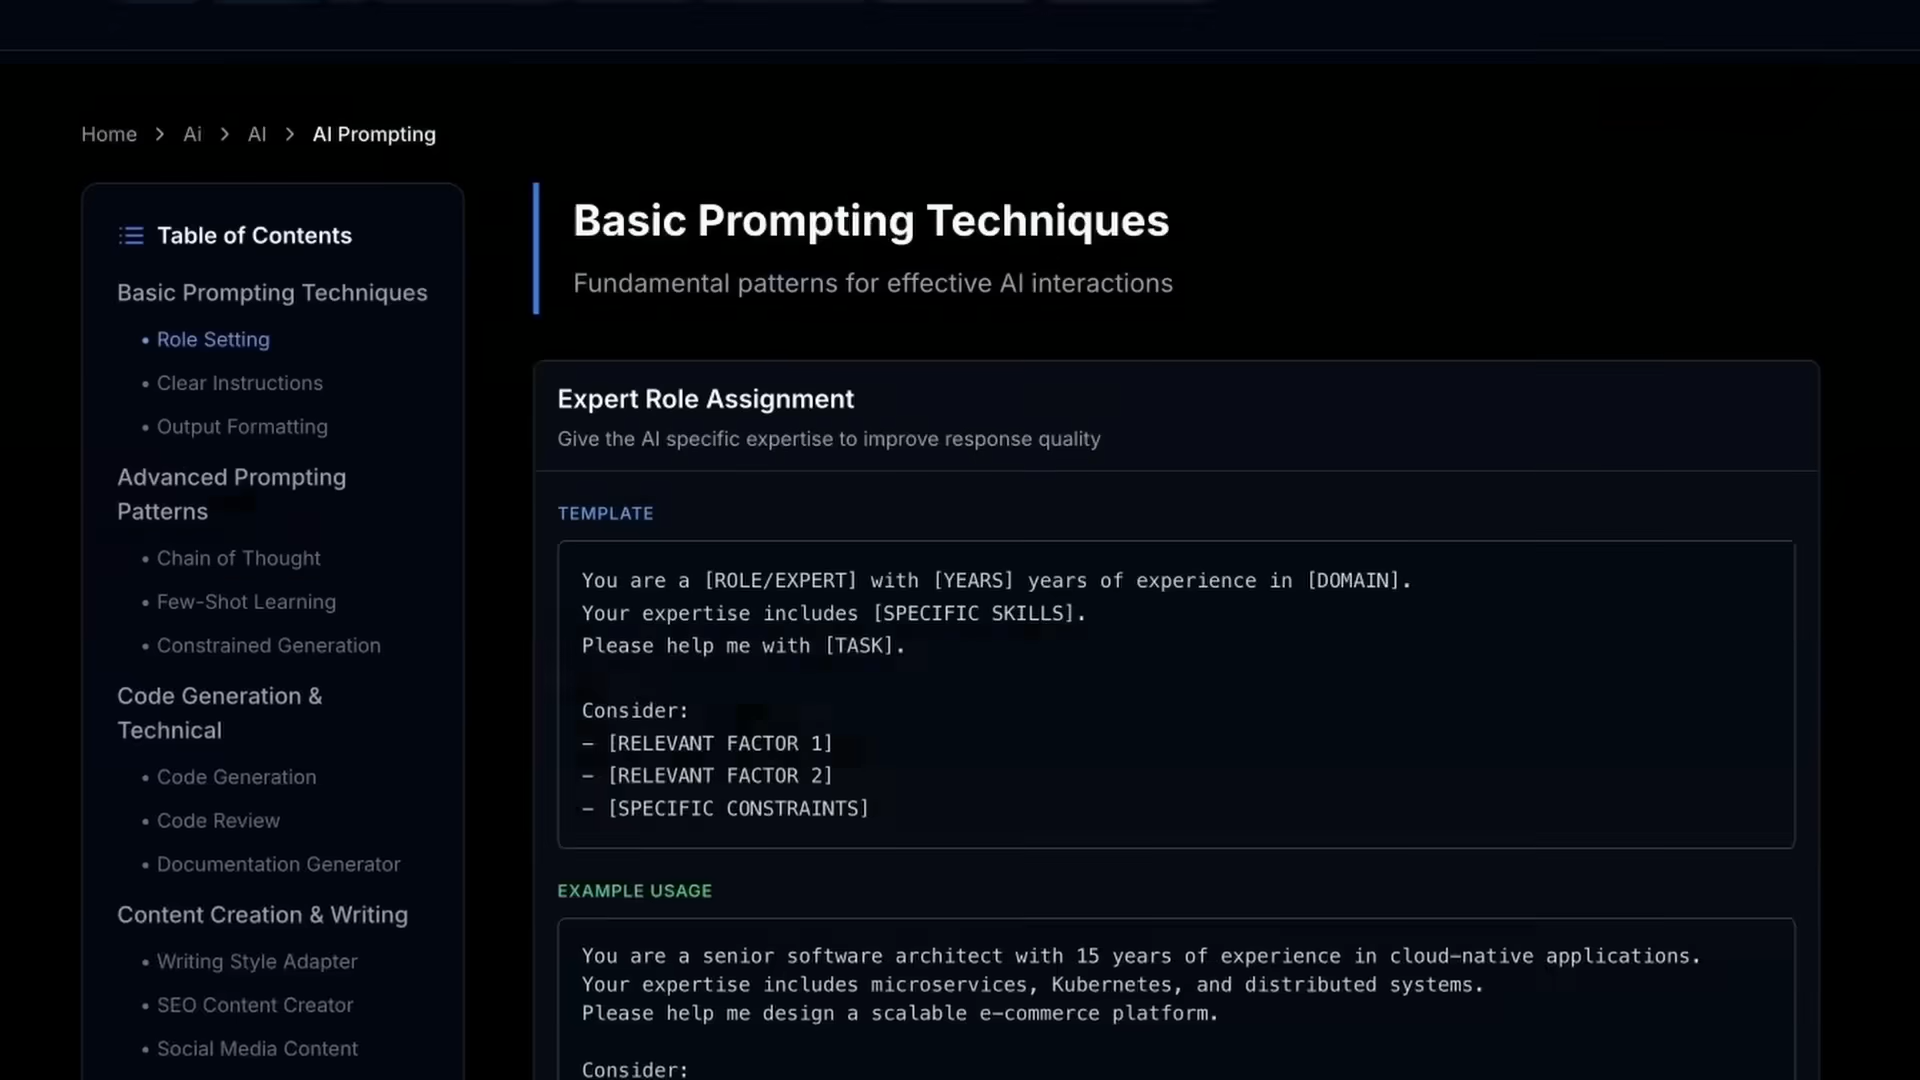 Home > Ai > AI > AI Prompting
Table of Contents
Basic Prompting Techniques
• Role Setting
• Clear Instructions
• Output Formatting
Advanced Prompting
Patterns
• Chain of Thought
• Few-Shot Learning
• Constrained Generation
Code Generation &
Technical
• Code Generation
• Code Review
• Documentation Generator
Content Creation & Writing
• Writing Style Adapter
• SEO Content Creator
• Social Media Content
Basic Prompting Techniques
Fundamental patterns for effective AI interactions
Expert Role Assignment
Give the AI specific expertise to improve response quality
TEMPLATE
You are a [ROLE/EXPERT] with [YEARS] years of experience in [DOMAIN].
Your expertise includes [SPECIFIC SKILLS].
Please help me with [TASK].
Consider:
– [RELEVANT FACTOR 1]
– [RELEVANT FACTOR 2]
– [SPECIFIC CONSTRAINTS]
EXAMPLE USAGE
You are a senior software architect with 15 years of experience in cloud–native applications.
Your expertise includes microservices, Kubernetes, and distributed systems.
Please help me design a scalable e–commerce platform.
Consider: